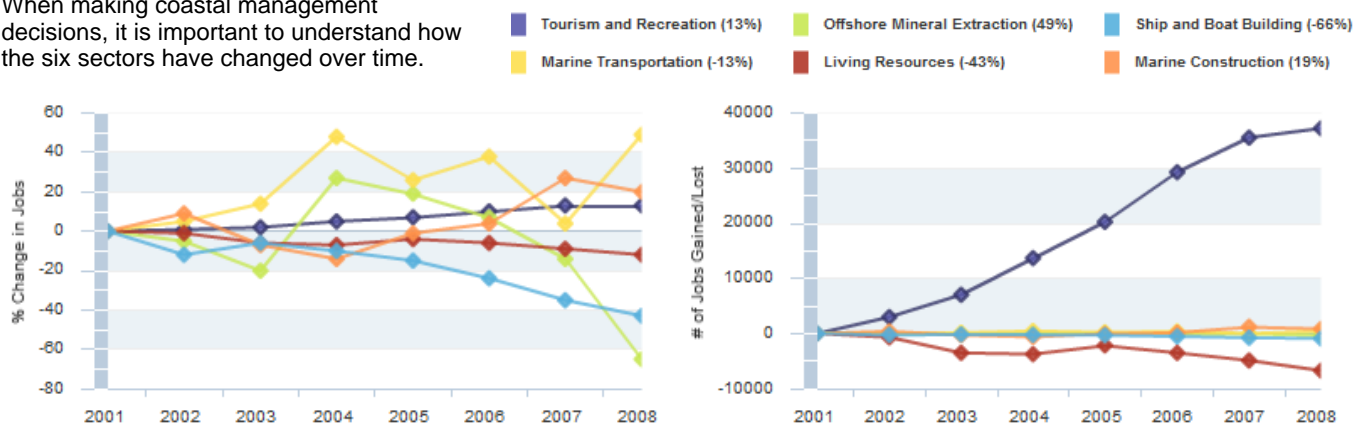 When making coastal management
decisions, it is important to understand how
the six sectors have changed over time.
Tourism and Recreation (13%)
Offshore Mineral Extraction (49%)
Ship and Boat Building (-66%)
Marine Transportation (-13%)
Living Resources (-43%)
Marine Construction (19%)
% Change in Jobs
60
40
20
0
-20
-40
-60
-80
2001 2002 2003 2004 2005 2006 2007 2008
# of Jobs Gained/Lost
40000
30000
20000
10000
0
-10000
2001 2002 2003 2004 2005 2006 2007 2008